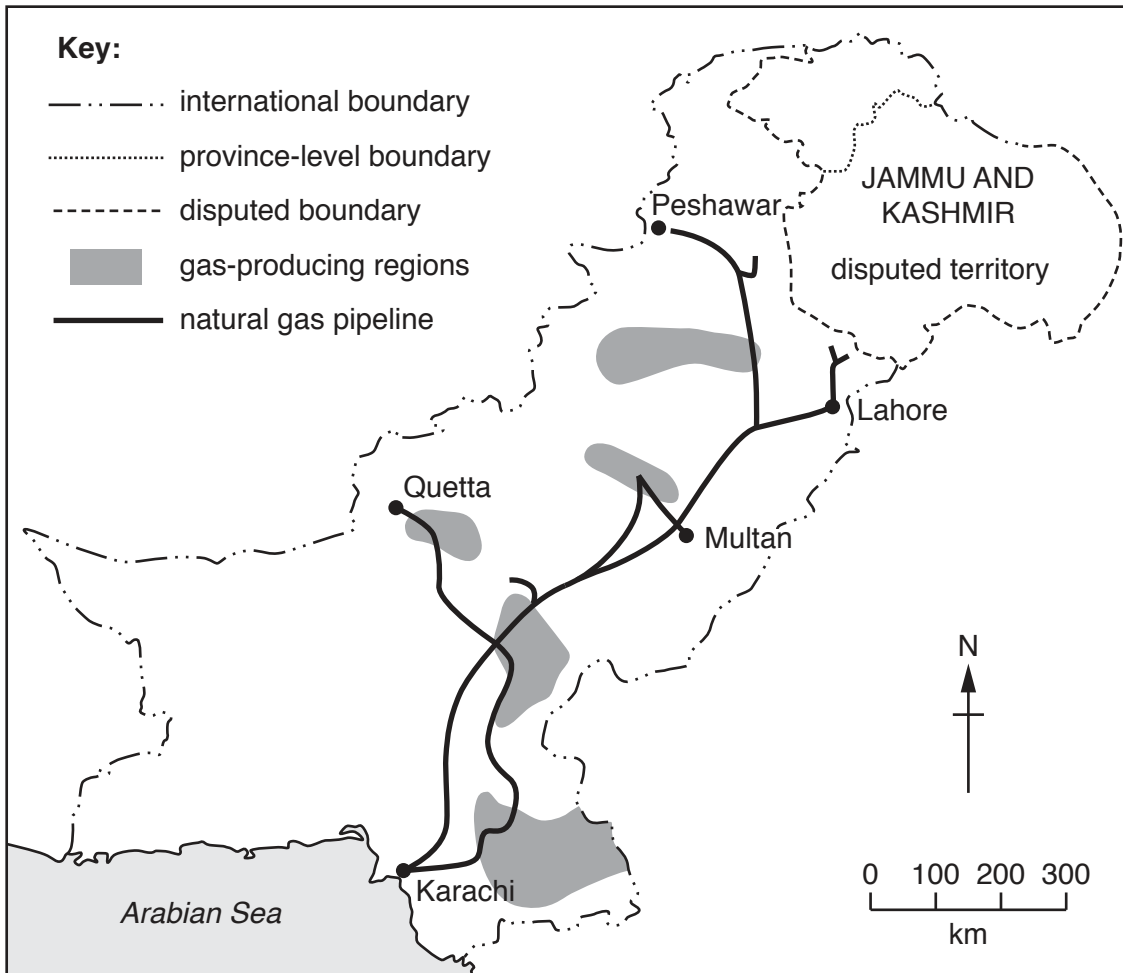 Key:
international boundary
province-level boundary
disputed boundary
gas-producing regions
natural gas pipeline
JAMMU AND
KASHMIR
disputed territory
Peshawar
Lahore
Quetta
Multan
N
Karachi
Arabian Sea
0 100 200 300
km